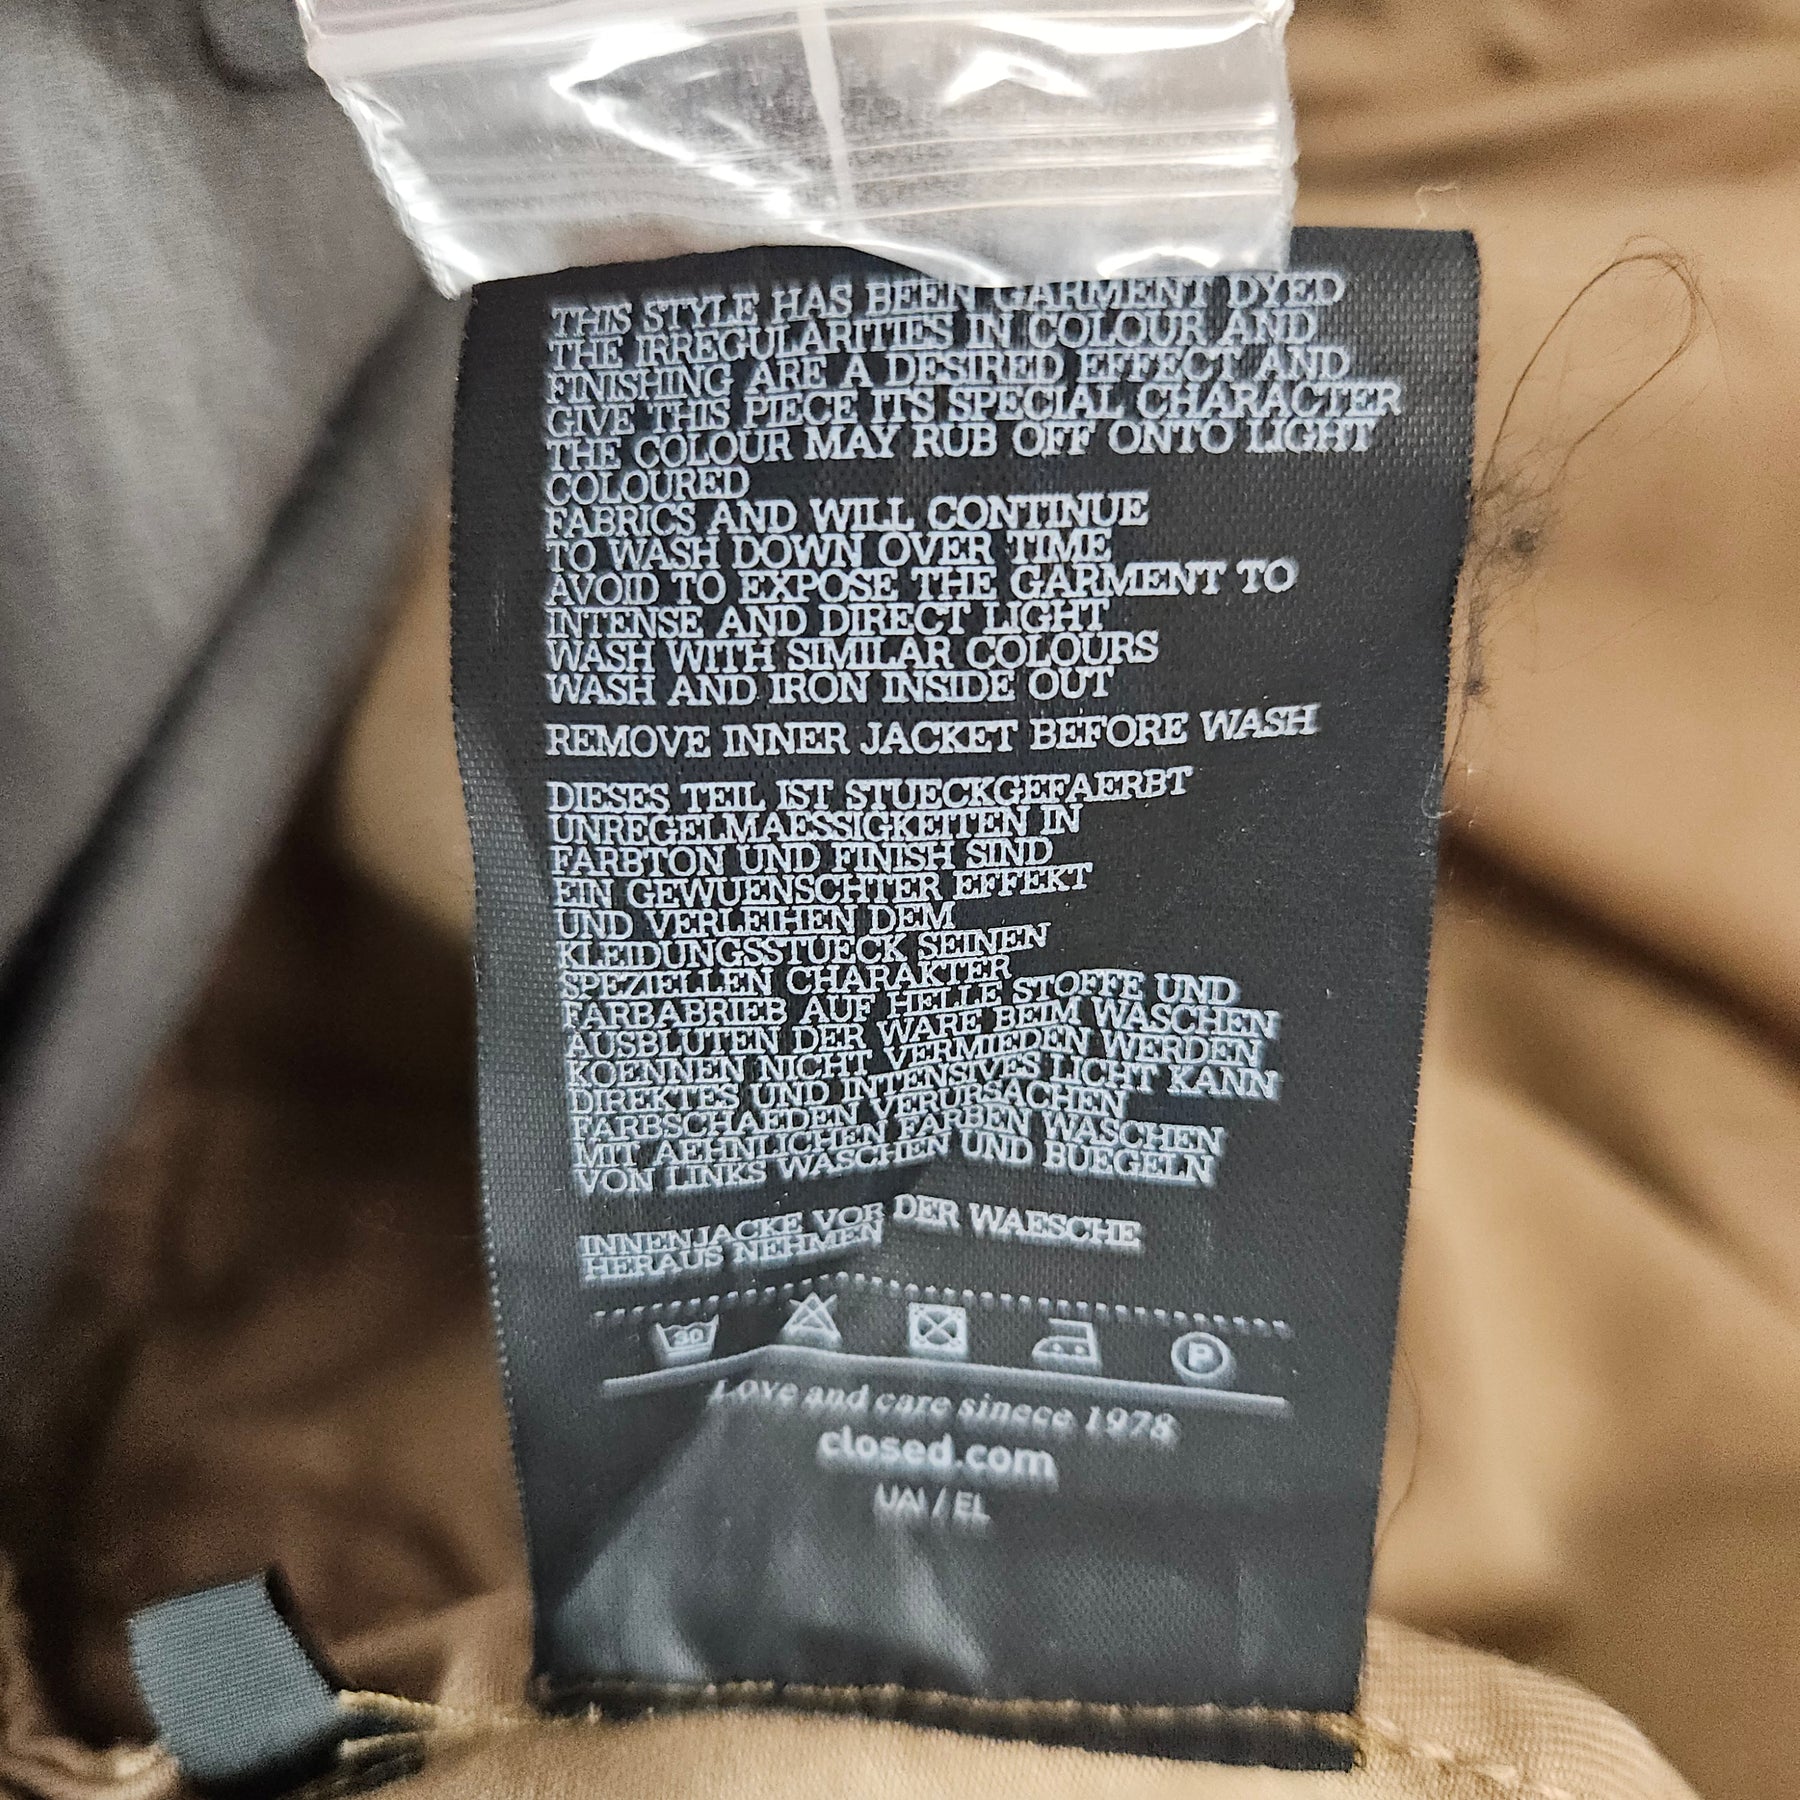 THIS STYLE HAS BEEN GARMENT DYED
THE IRREGULARITIES IN COLOUR AND
FINISHING ARE A DESIRED EFFECT AND
GIVE THIS PIECE ITS SPECIAL CHARACTER
THE COLOUR MAY RUB OFF ONTO LIGHT
COLOURED
FABRICS AND WILL CONTINUE
TO WASH DOWN OVER TIME
AVOID TO EXPOSE THE GARMENT TO
INTENSE AND DIRECT LIGHT
WASH WITH SIMILAR COLOURS
WASH AND IRON INSIDE OUT
REMOVE INNER JACKET BEFORE WASH
DIESES TEIL IST STUECKGEFAERBT
UNREGELMAESSIGKEITEN IN
FARBTON UND FINISH SIND
EIN GEWUENSCHTER EFFEKT
UND VERLEIHEN DEM
KLEIDUNGSSTUECK SEINEN
SPEZIELLEN CHARAKTER
FARBABRIEB AUF HELLE STOFFE UND
AUSBLUTEN DER WARE BEIM WASCHEN
KOENNEN NICHT VERMIEDEN WERDEN
DIREKTES UND INTENSIVES LICHT KANN
FARBSCHAEDEN VERURSACHEN
MIT AEHNLICHEN FARBEN WASCHEN
VON LINKS WASCHEN UND BUEGELN
INNENJACKE VOR DER WAESCHE
HERAUS NEHMEN
30 P
Love and care sinece 1978
closed.com
UAI / EL